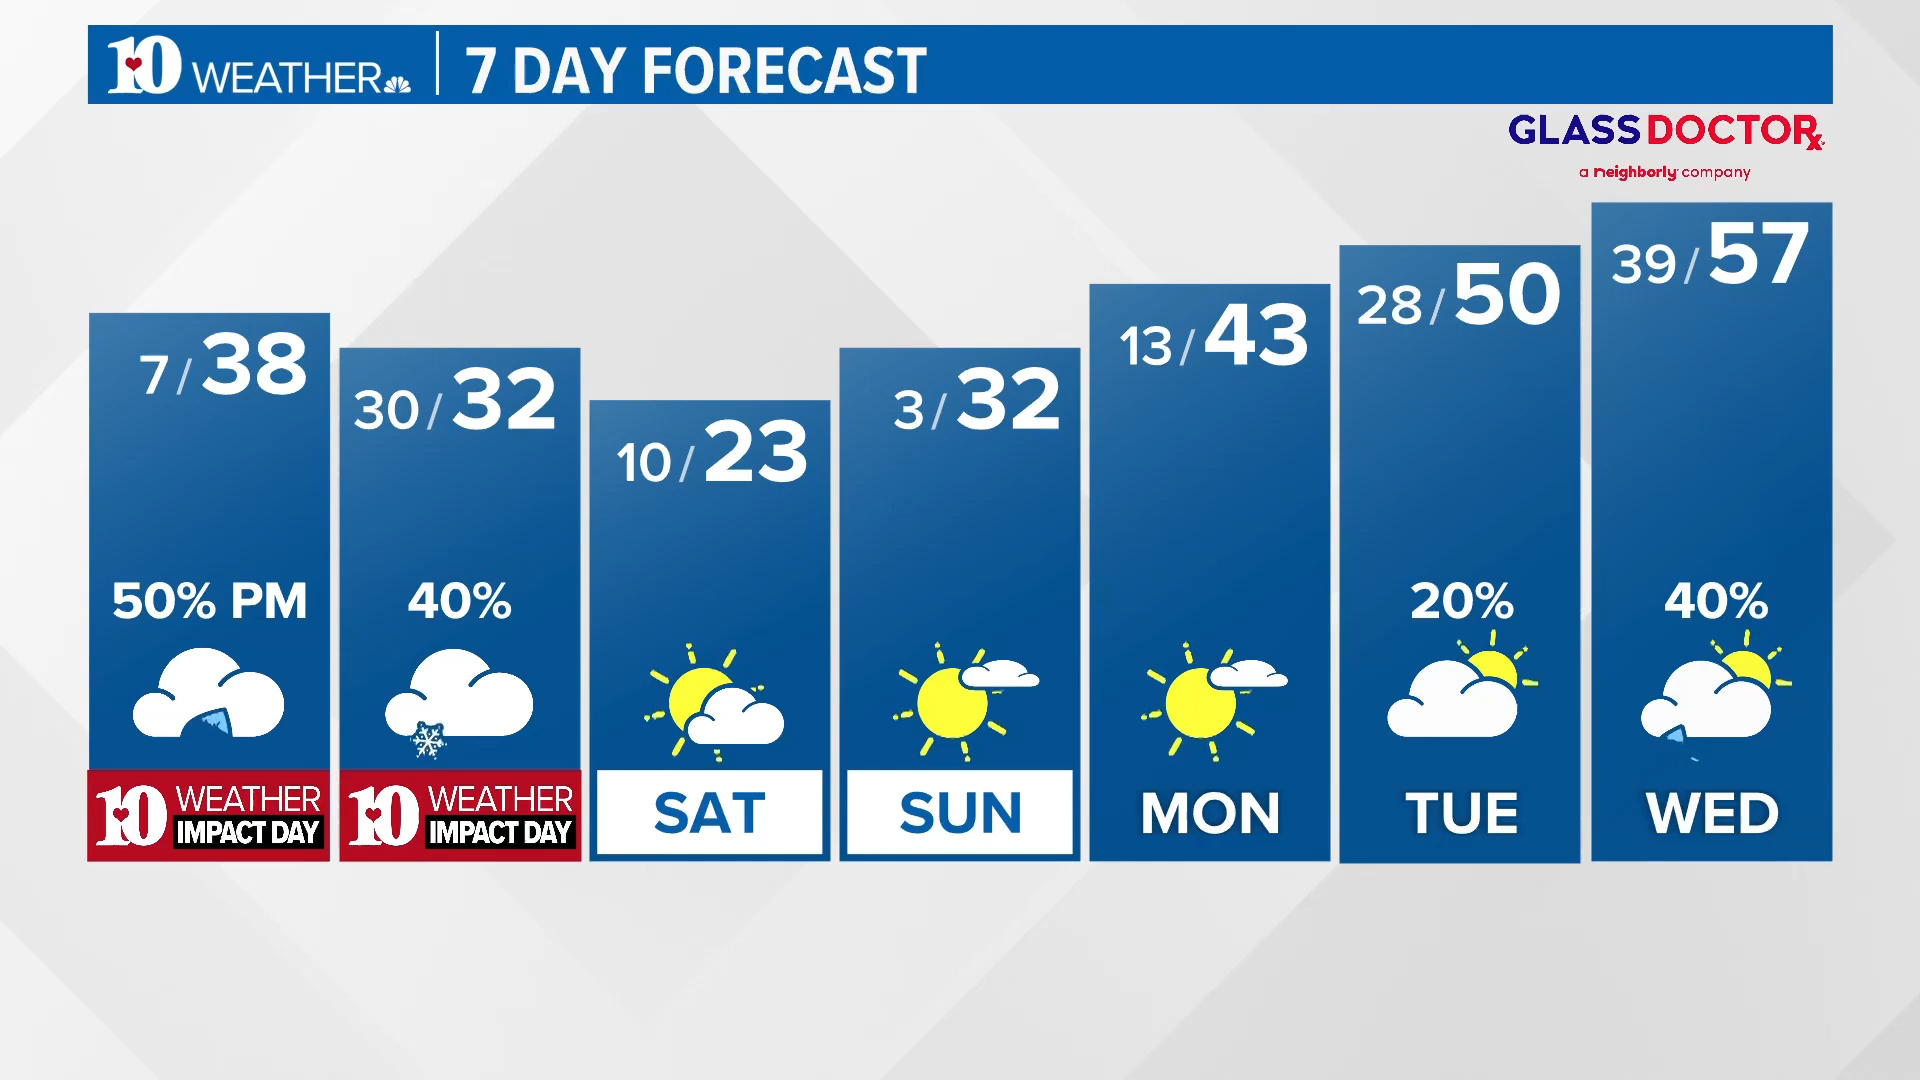 10 WEATHER 7 DAY FORECAST
GLASS DOCTOR
a neighborly company
7/38
30/32
10/23
3/32
13/43
28/50
39/57
50% PM
40%
20%
40%
10 WEATHER IMPACT DAY
10 WEATHER IMPACT DAY
SAT
SUN
MON
TUE
WED